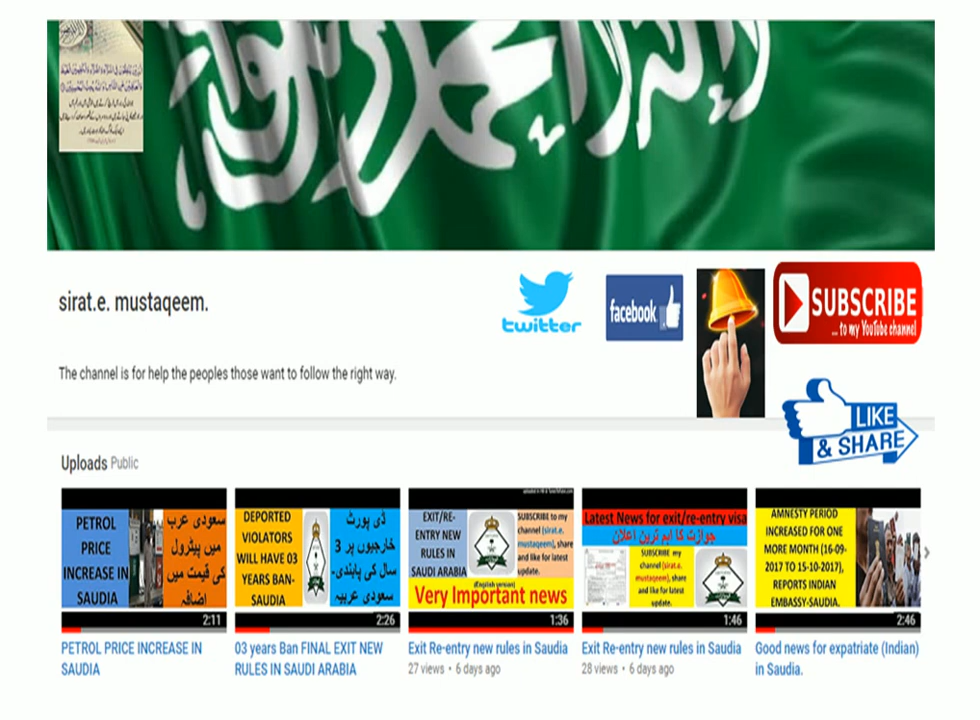 لا إله إلا الله محمد رسول
sirat.e. mustaqeem.
twitter
facebook
SUBSCRIBE
... to my YouTube channel
The channel is for help the peoples those want to follow the right way.
LIKE
& SHARE
Uploads Public
PETROL
PRICE
INCREASE IN
SAUDIA
سعودی عرب
میں پیٹرول
کی قیمت میں
اضافہ
2:11
PETROL PRICE INCREASE IN
SAUDIA
DEPORTED
VIOLATORS
WILL HAVE 03
YEARS BAN-
SAUDIA
ڈی پورٹ
خارجیوں پر 3
سال کی پابندی-
سعودی عربیہ
2:26
03 years Ban FINAL EXIT NEW
RULES IN SAUDI ARABIA
EXIT/RE-
ENTRY NEW
RULES IN
SAUDI ARABIA
SUBSCRIBE to my
channel (sirat.e.
mustaqeem), share
and like for latest
update.
(English version)
Very Important news
1:36
Exit Re-entry new rules in Saudia
27 views • 6 days ago
Latest News for exit/re-entry visa
جوازت کا اہم ترین اعلان
SUBSCRIBE my
channel (sirat.e.
mustaqeem), share
and like for latest
update.
1:46
Exit Re-entry new rules in Saudia
28 views • 6 days ago
AMNESTY PERIOD
INCREASED FOR ONE
MORE MONTH (16-09-
2017 TO 15-10-2017),
REPORTS INDIAN
EMBASSY-SAUDIA.
2:46
Good news for expatriate (Indian)
in Saudia.